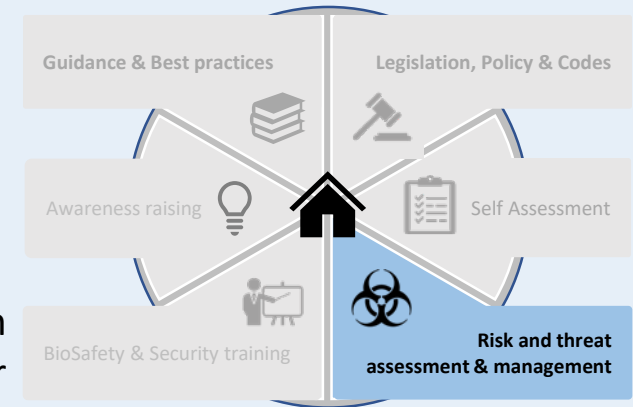 Guidance & Best practices
Legislation, Policy & Codes
Awareness raising
Self Assessment
BioSafety & Security training
Risk and threat
assessment & management